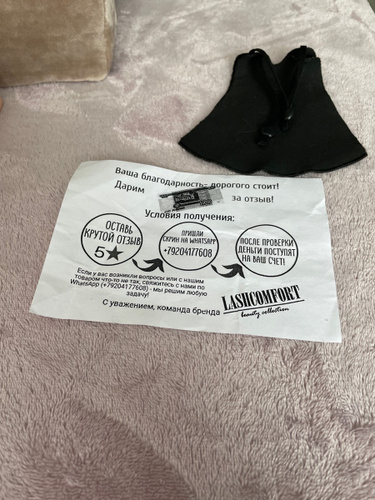 Ваша благодарность дорогого стоит!
Дарим за отзыв!
Условия получения:
ОСТАВЬ
КРУТОЙ ОТЗЫВ
5★
ПРИШЛИ
СКРИН НА WHATSAPP
+79204177608
ПОСЛЕ ПРОВЕРКИ
ДЕНЬГИ ПОСТУПЯТ
НА ВАШ СЧЕТ!
Если у вас возникли вопросы или с нашим
товаром что-то не так, свяжитесь с нами по
WhatsApp (+79204177608) - мы решим любую
задачу!
С уважением, команда бренда
LASHCOMFORT
beauty collection